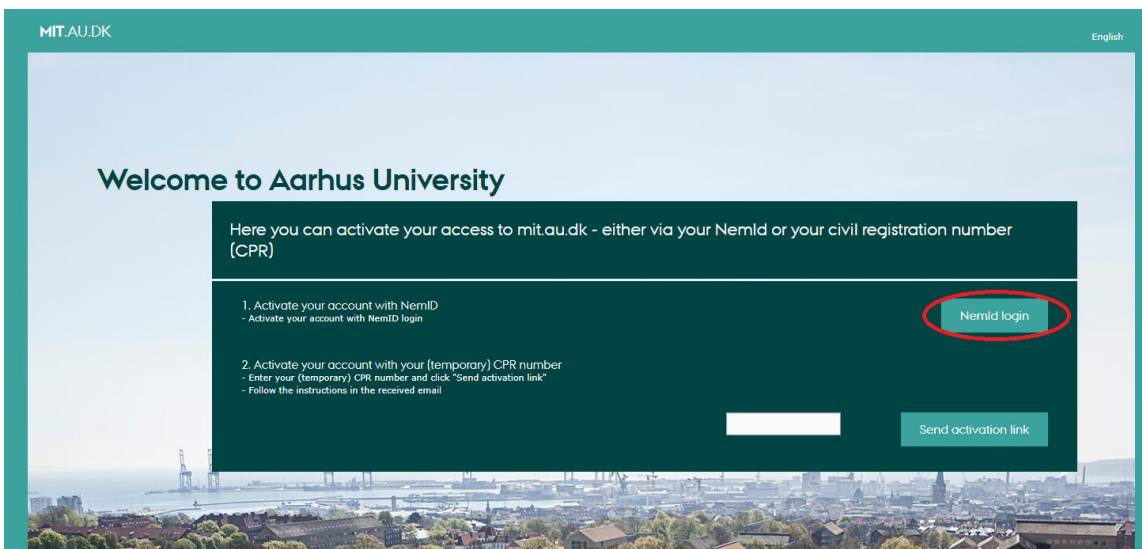 MIT.AU.DK
English
Welcome to Aarhus University
Here you can activate your access to mit.au.dk - either via your NemId or your civil registration number
(CPR)
1. Activate your account with NemID
- Activate your account with NemID login
NemId login
2. Activate your account with your (temporary) CPR number
- Enter your (temporary) CPR number and click "Send activation link"
- Follow the instructions in the received email
Send activation link